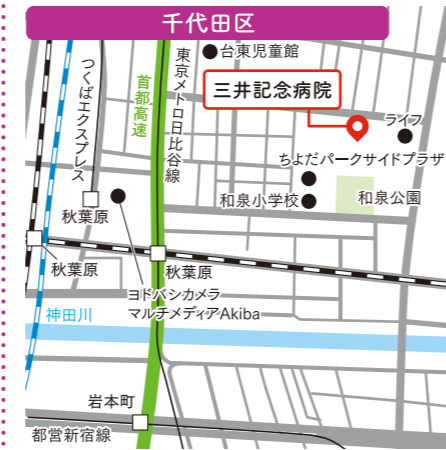 千代田区
台東児童館
三井記念病院
ライフ
つくばエクスプレス
首都高速
東京メトロ日比谷線
ちよだパークサイドプラザ
和泉小学校
和泉公園
秋葉原
秋葉原
秋葉原
ヨドバシカメラ
マルチメディアAkiba
神田川
岩本町
都営新宿線